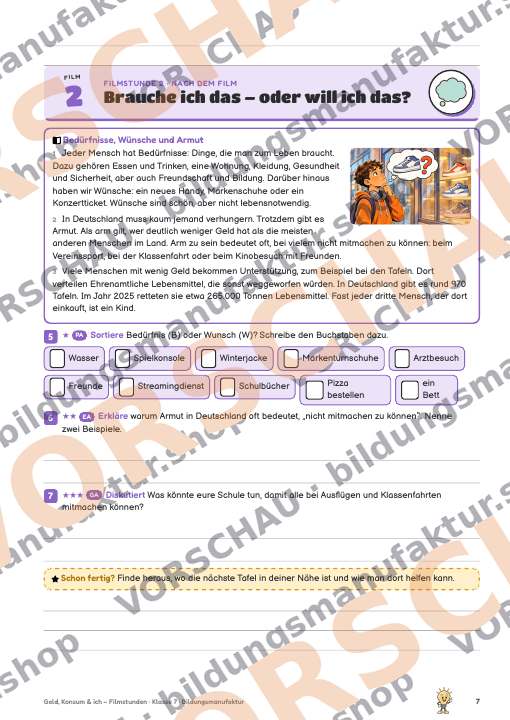 FILM
2
FILMSTUNDE 2 · NACH DEM FILM
Brauche ich das – oder will ich das?
Bedürfnisse, Wünsche und Armut
Jeder Mensch hat Bedürfnisse: Dinge, die man zum Leben braucht.
Dazu gehören Essen und Trinken, eine Wohnung, Kleidung, Gesundheit
und Sicherheit, aber auch Freundschaft und Bildung. Darüber hinaus
haben wir Wünsche: ein neues Handy, Markenschuhe oder ein
Konzertticket. Wünsche sind schön, aber nicht lebensnotwendig.
?
2 In Deutschland muss kaum jemand verhungern. Trotzdem gibt es
Armut. Als arm gilt, wer deutlich weniger Geld hat als die meisten
anderen Menschen im Land. Arm zu sein bedeutet oft, bei vielem nicht mitmachen zu können: beim
Vereinssport, bei der Klassenfahrt oder beim Kinobesuch mit Freunden.
Viele Menschen mit wenig Geld bekommen Unterstützung, zum Beispiel bei den Tafeln. Dort
verteilen Ehrenamtliche Lebensmittel, die sonst weggeworfen würden. In Deutschland gibt es rund 970
Tafeln. Im Jahr 2025 retteten sie etwa 265.000 Tonnen Lebensmittel. Fast jeder dritte Mensch, der dort
einkauft, ist ein Kind.
5 ★ PA Sortiere Bedürfnis (B) oder Wunsch (W)? Schreibe den Buchstaben dazu.
Wasser Spielkonsole Winterjacke Markenturnschuhe Arztbesuch
Freunde Streamingdienst Schulbücher Pizza bestellen ein Bett
6 ★★ EA Erkläre warum Armut in Deutschland oft bedeutet, „nicht mitmachen zu können“. Nenne
zwei Beispiele.
7 ★★★ GA Diskutiert Was könnte eure Schule tun, damit alle bei Ausflügen und Klassenfahrten
mitmachen können?
★ Schon fertig? Finde heraus, wo die nächste Tafel in deiner Nähe ist und wie man dort helfen kann.
Geld, Konsum & ich – Filmstunden · Klasse 7 · Bildungsmanufaktur
7
VORSCHAU · bildungsmanufaktur.shop